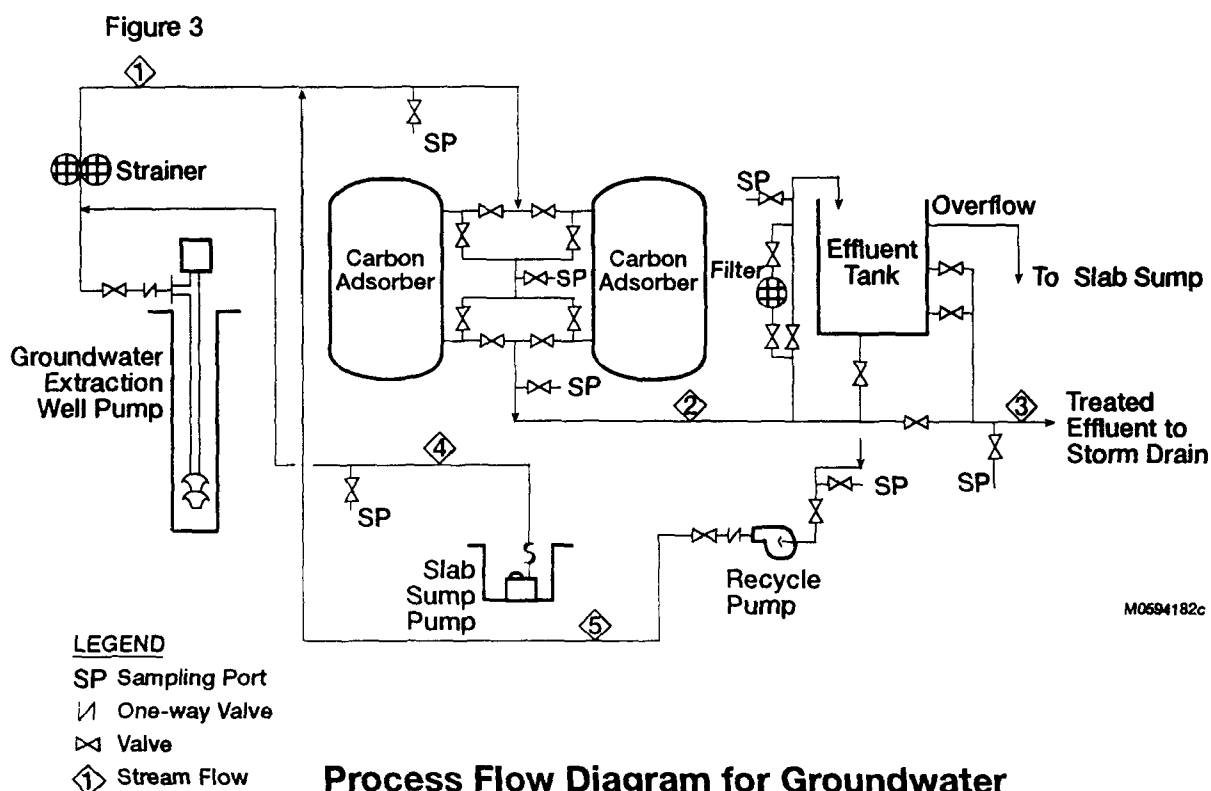 Figure 3
1
SP
Strainer
Carbon
Adsorber
SP
Carbon
Adsorber
SP
Filter
Effluent
Tank
Overflow
To Slab Sump
Groundwater
Extraction
Well Pump
SP
2
3
Treated
Effluent to
Storm Drain
SP
4
SP
SP
Slab
Sump
Pump
Recycle
Pump
5
M0594182c
LEGEND
SP Sampling Port
One-way Valve
Valve
1 Stream Flow
Process Flow Diagram for Groundwater